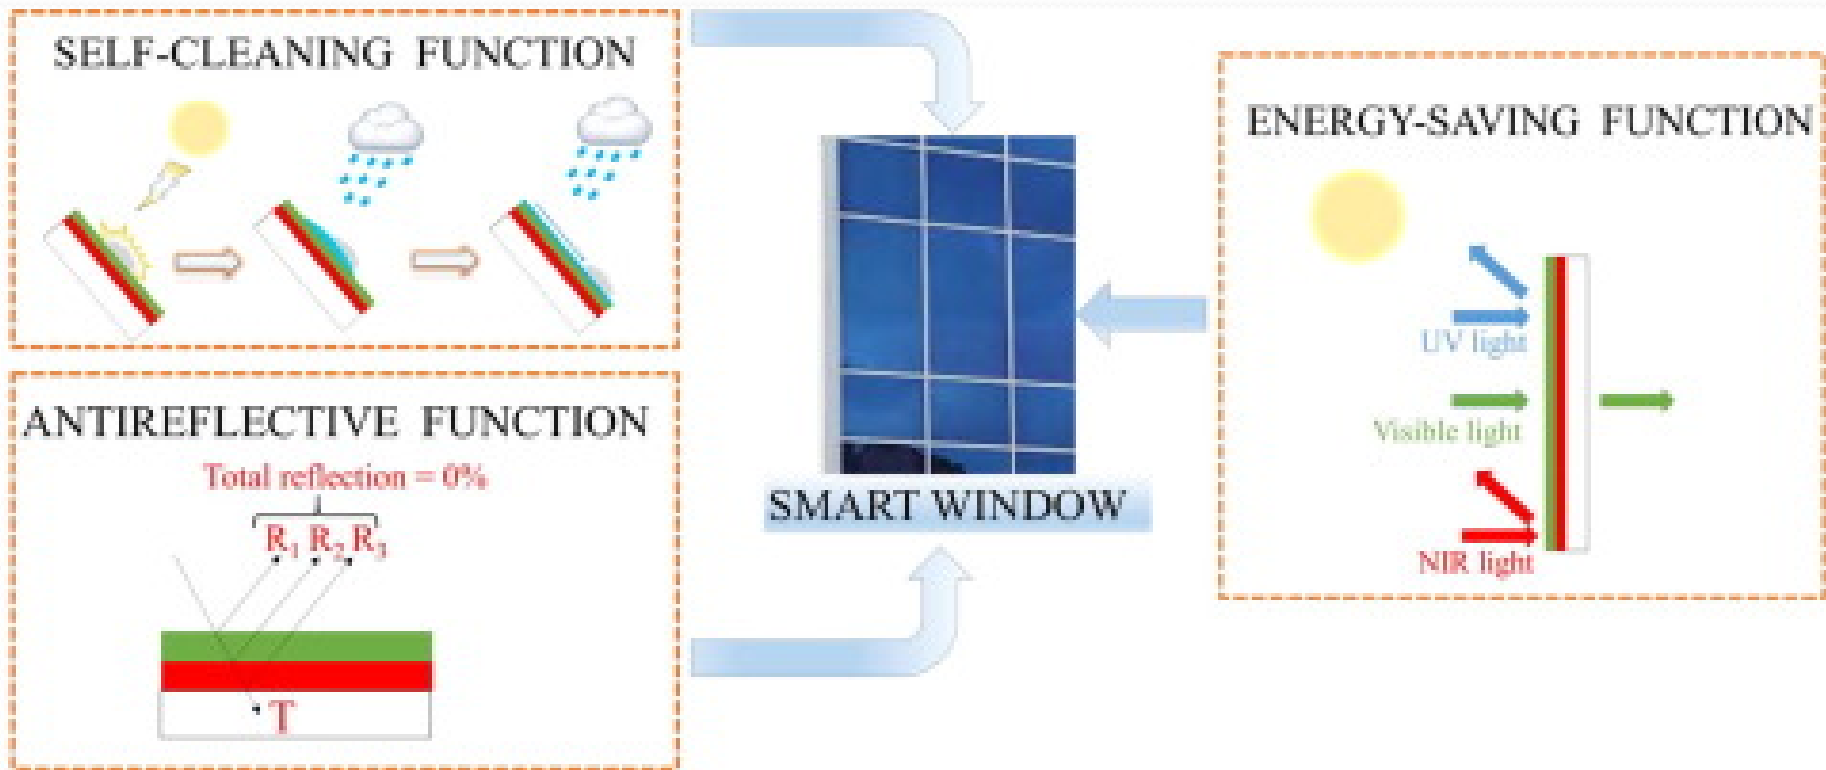 SELF-CLEANING FUNCTION
ANTIREFLECTIVE FUNCTION
Total reflection = 0%
R1 R2 R3
T
SMART WINDOW
ENERGY-SAVING FUNCTION
UV light
Visible light
NIR light